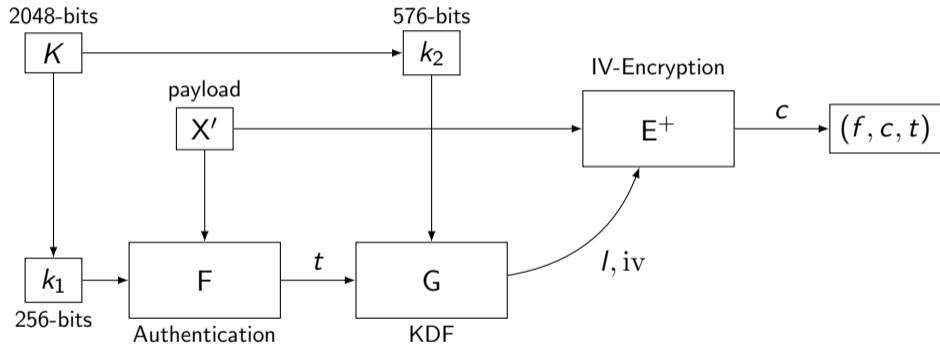 2048-bits
576-bits
K
k₂
IV-Encryption
payload
X′
E⁺
c
(f, c, t)
l, iv
k₁
F
t
G
256-bits
Authentication
KDF